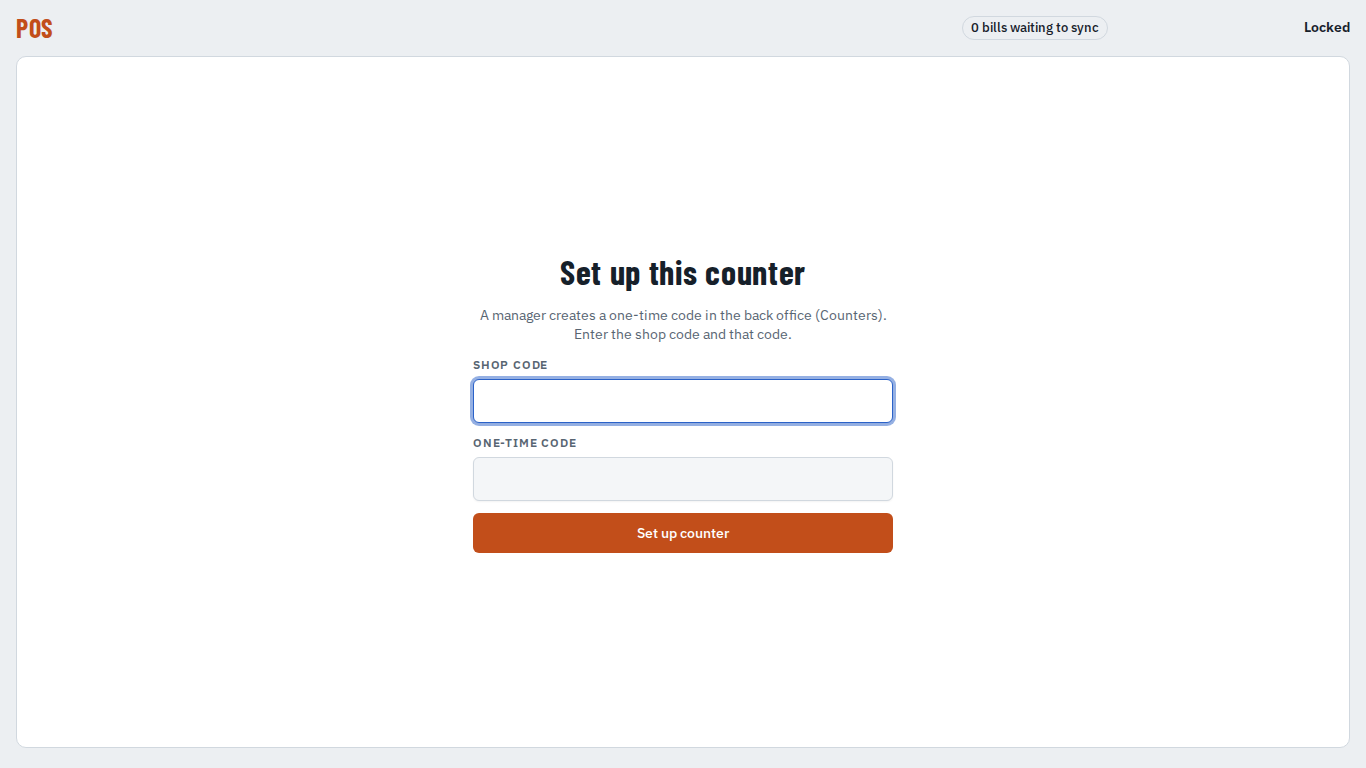 POS
0 bills waiting to sync
Locked
Set up this counter
A manager creates a one-time code in the back office (Counters).
Enter the shop code and that code.
SHOP CODE
ONE-TIME CODE
Set up counter